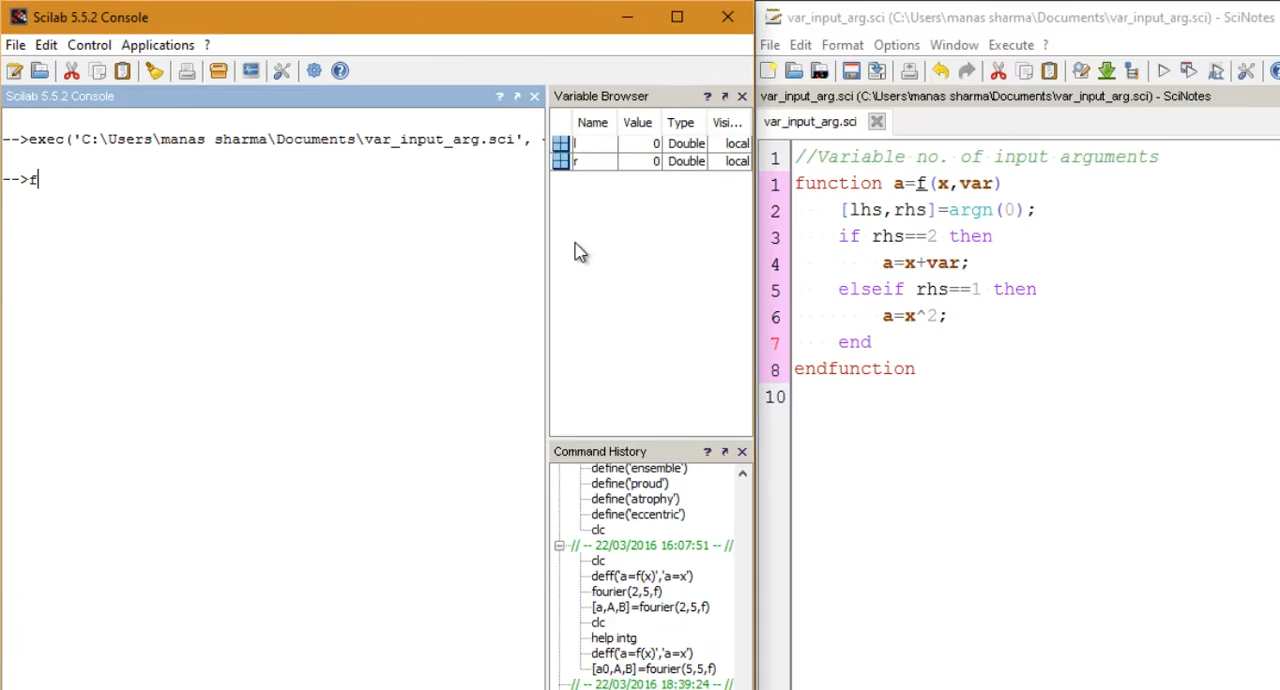 Scilab 5.5.2 Console
File Edit Control Applications ?
Scilab 5.5.2 Console
-->exec('C:\Users\manas sharma\Documents\var_input_arg.sci', -
-->f
Variable Browser
Name Value Type Visi...
l 0 Double local
r 0 Double local
Command History
define('ensemble')
define('proud')
define('atrophy')
define('eccentric')
clc
// -- 22/03/2016 16:07:51 -- //
clc
deff('a=f(x)','a=x')
fourier(2,5,f)
[a,A,B]=fourier(2,5,f)
clc
help intg
deff('a=f(x)','a=x')
[a0,A,B]=fourier(5,5,f)
// -- 22/03/2016 18:39:24 -- //
var_input_arg.sci (C:\Users\manas sharma\Documents\var_input_arg.sci) - SciNotes
File Edit Format Options Window Execute ?
var_input_arg.sci (C:\Users\manas sharma\Documents\var_input_arg.sci) - SciNotes
var_input_arg.sci
1 //Variable no. of input arguments
1 function a=f(x,var)
2 [lhs,rhs]=argn(0);
3 if rhs==2 then
4 a=x+var;
5 elseif rhs==1 then
6 a=x^2;
7 end
8 endfunction
10